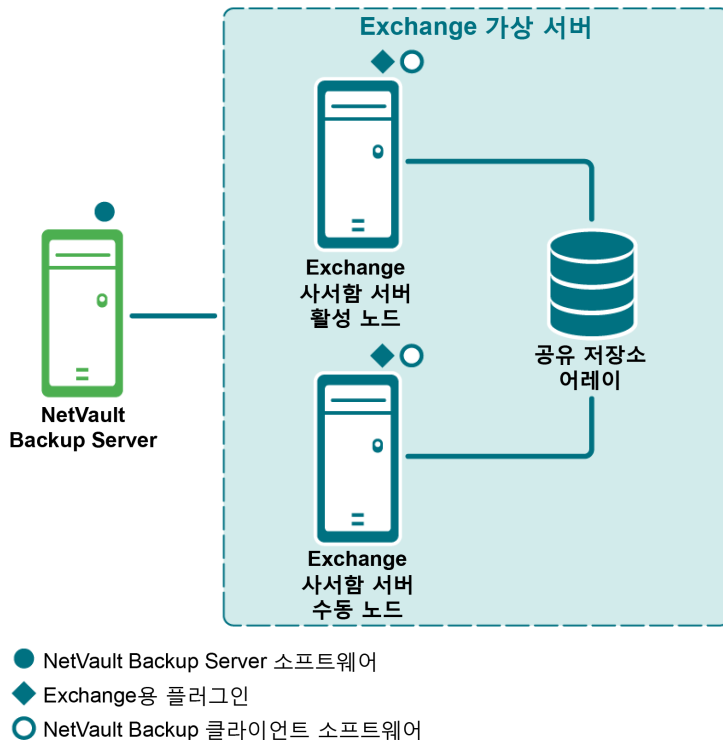 Exchange 가상 서버
Exchange
사서함 서버
활성 노드
NetVault
Backup Server
공유 저장소
어레이
Exchange
사서함 서버
수동 노드
NetVault Backup Server 소프트웨어
Exchange용 플러그인
NetVault Backup 클라이언트 소프트웨어